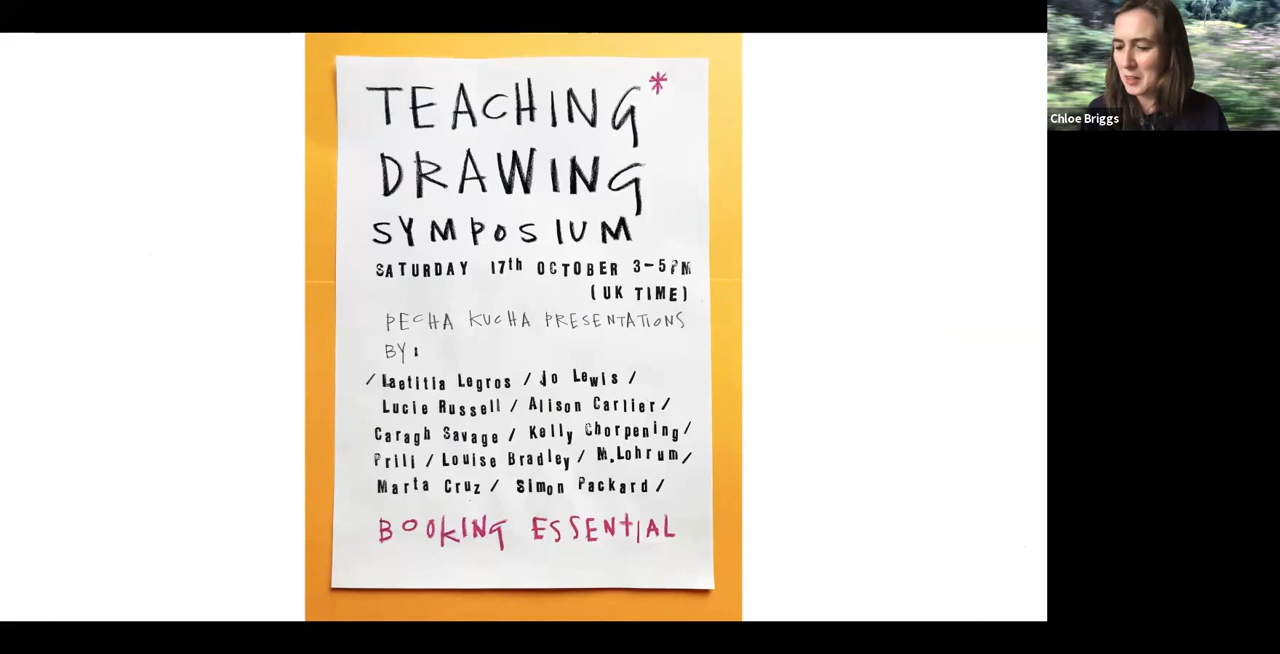 TEACHING*
DRAWING
SYMPOSIUM
SATURDAY 17th OCTOBER 3-5PM
(UK TIME)
PECHA KUCHA PRESENTATIONS
BY:
/Laetitia Legros / Jo Lewis /
Lucie Russell / Alison Carlier /
Caragh Savage / Kelly Chorpening /
Prili / Louise Bradley / M.Lohrum /
Marta Cruz / Simon Packard /
BOOKING ESSENTIAL
Chloe Briggs